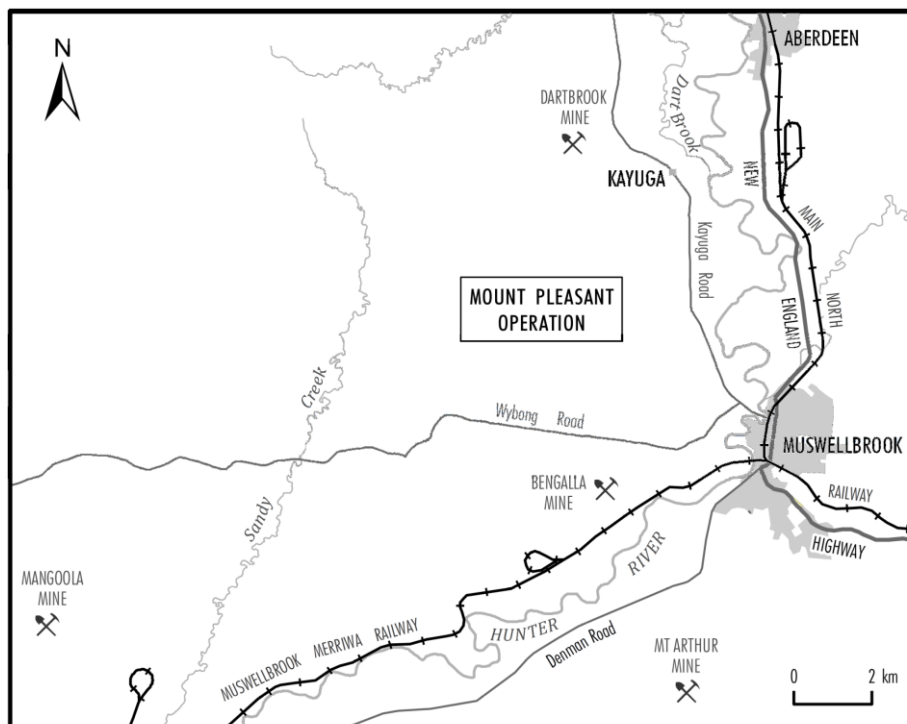 N
ABERDEEN
DARTBROOK
MINE
Dart Brook
KAYUGA
NEW
MAIN
Kayuga Road
MOUNT PLEASANT
OPERATION
ENGLAND
NORTH
Sandy Creek
Wybong Road
MUSWELLBROOK
BENGALLA
MINE
RAILWAY
HIGHWAY
MANGOOLA
MINE
HUNTER RIVER
MUSWELLBROOK MERRIWA RAILWAY
Denman Road
MT ARTHUR
MINE
0 2 km